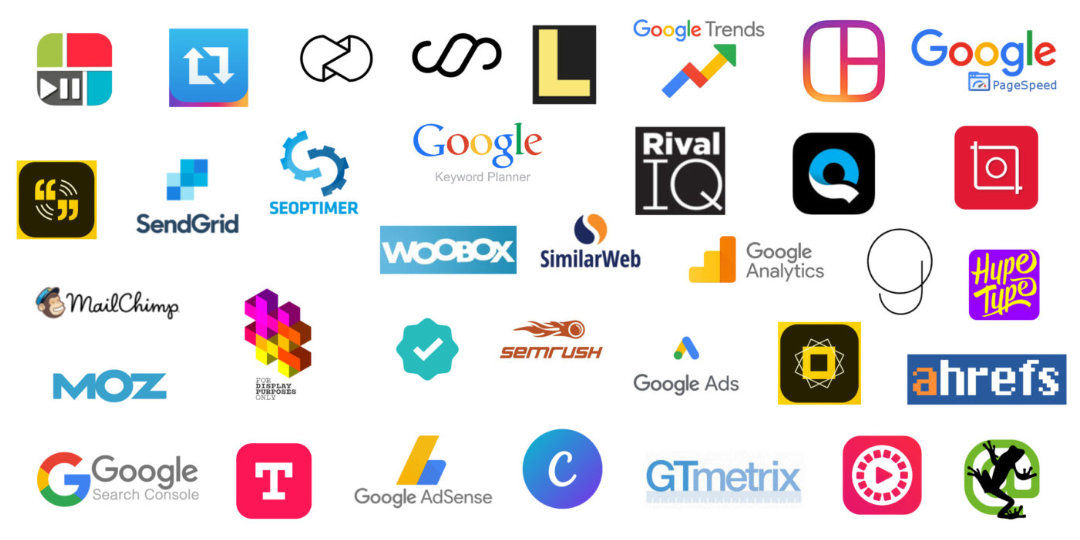 L
Google Trends
Google
PageSpeed
SendGrid
SEOPTIMER
Google
Keyword Planner
Rival
IQ
WOOBOX
SimilarWeb
Google
Analytics
Hype
Type
MailChimp
FOR
DISPLAY
PURPOSES
ONLY
semrush
Google Ads
MOZ
ahrefs
Google
Search Console
T
Google AdSense
C
GTmetrix